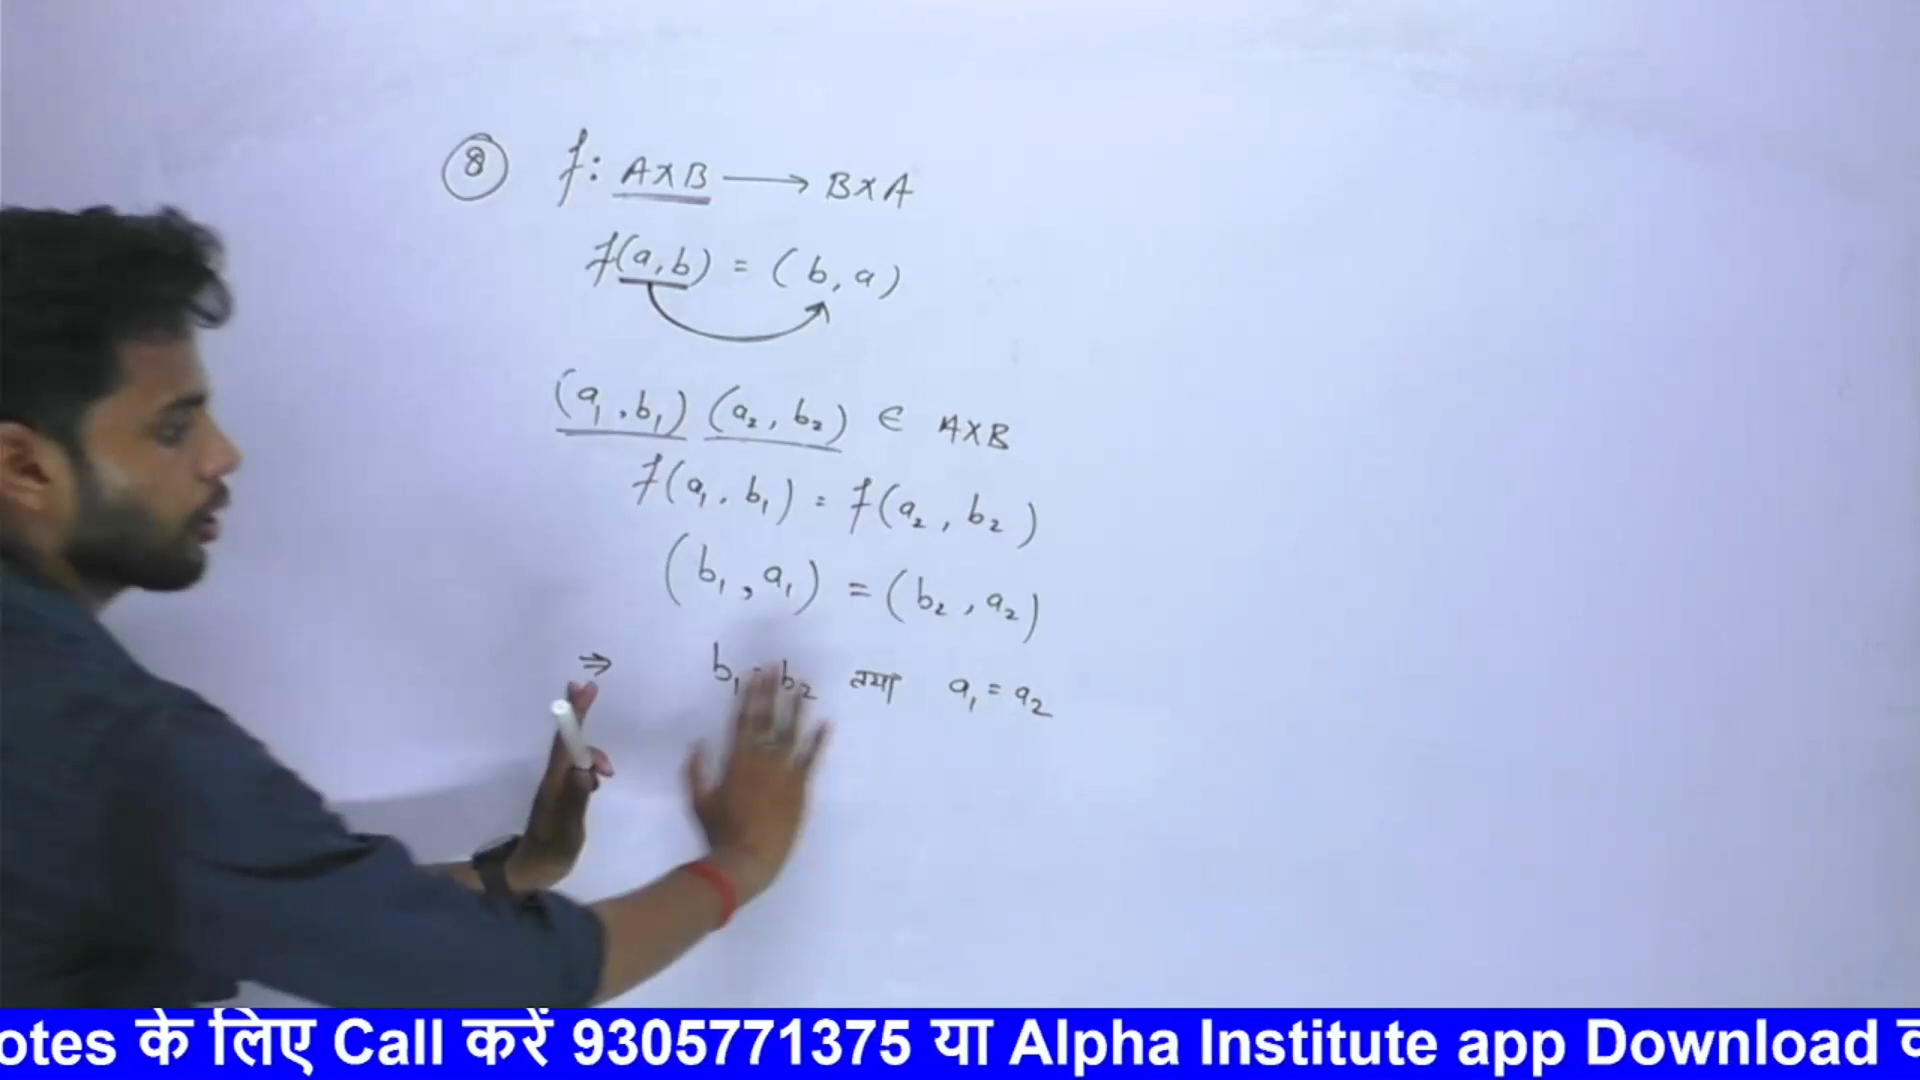 ⑧ f: A×B ⟶ B×A
f(a,b) = (b,a)
(a₁,b₁) (a₂,b₂) ∈ A×B
f(a₁,b₁) = f(a₂,b₂)
(b₁,a₁) = (b₂,a₂)
⇒ b₁ = b₂ तथा a₁ = a₂
otes के लिए Call करें 9305771375 या Alpha Institute app Download